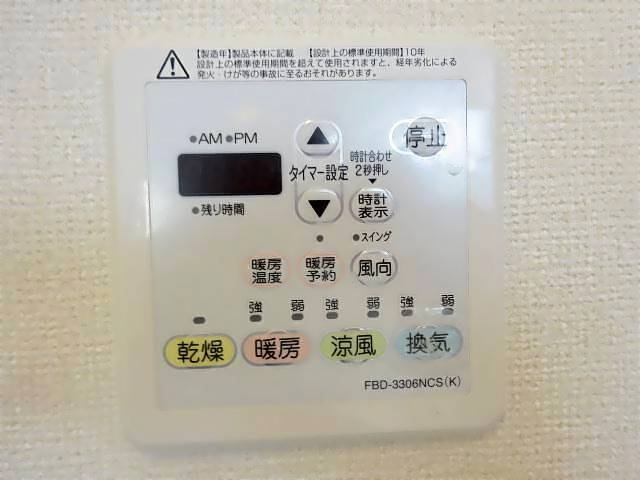 【製造年】製品本体に記載 【設計上の標準使用期間】10年
設計上の標準使用期間を超えて使用されますと、経年劣化による
発火・けが等の事故に至るおそれがあります。
AM PM
停止
タイマー設定
時計合わせ
2秒押し
時計
表示
残り時間
スイング
暖房
温度
暖房
予約
風向
強 弱 強 弱 強 弱
乾燥 暖房 涼風 換気
FBD-3306NCS(K)